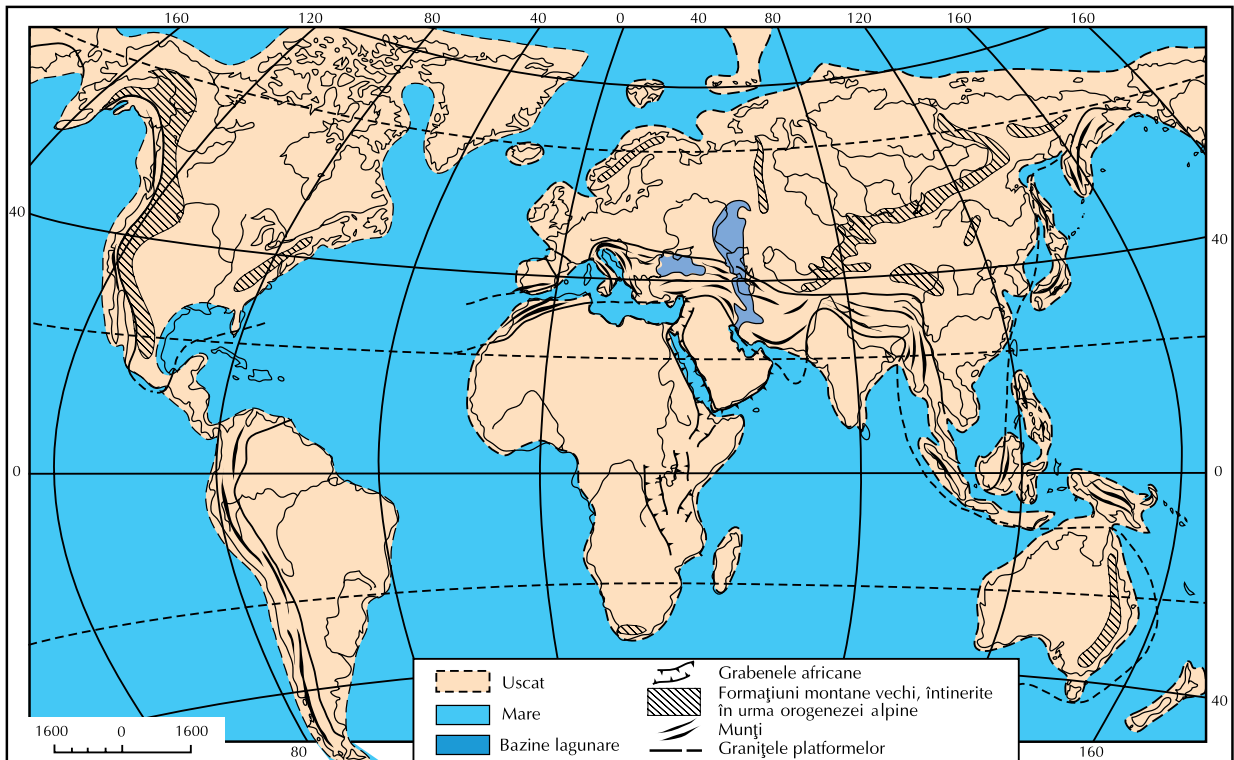 160 120 80 40 0 40 80 120 160 160
40
40
0
0
40
80
160
1600 0 1600
Uscat
Mare
Bazine lagunare
Grabenele africane
Formaţiuni montane vechi, întinerite
în urma orogenezei alpine
Munţi
Graniţele platformelor